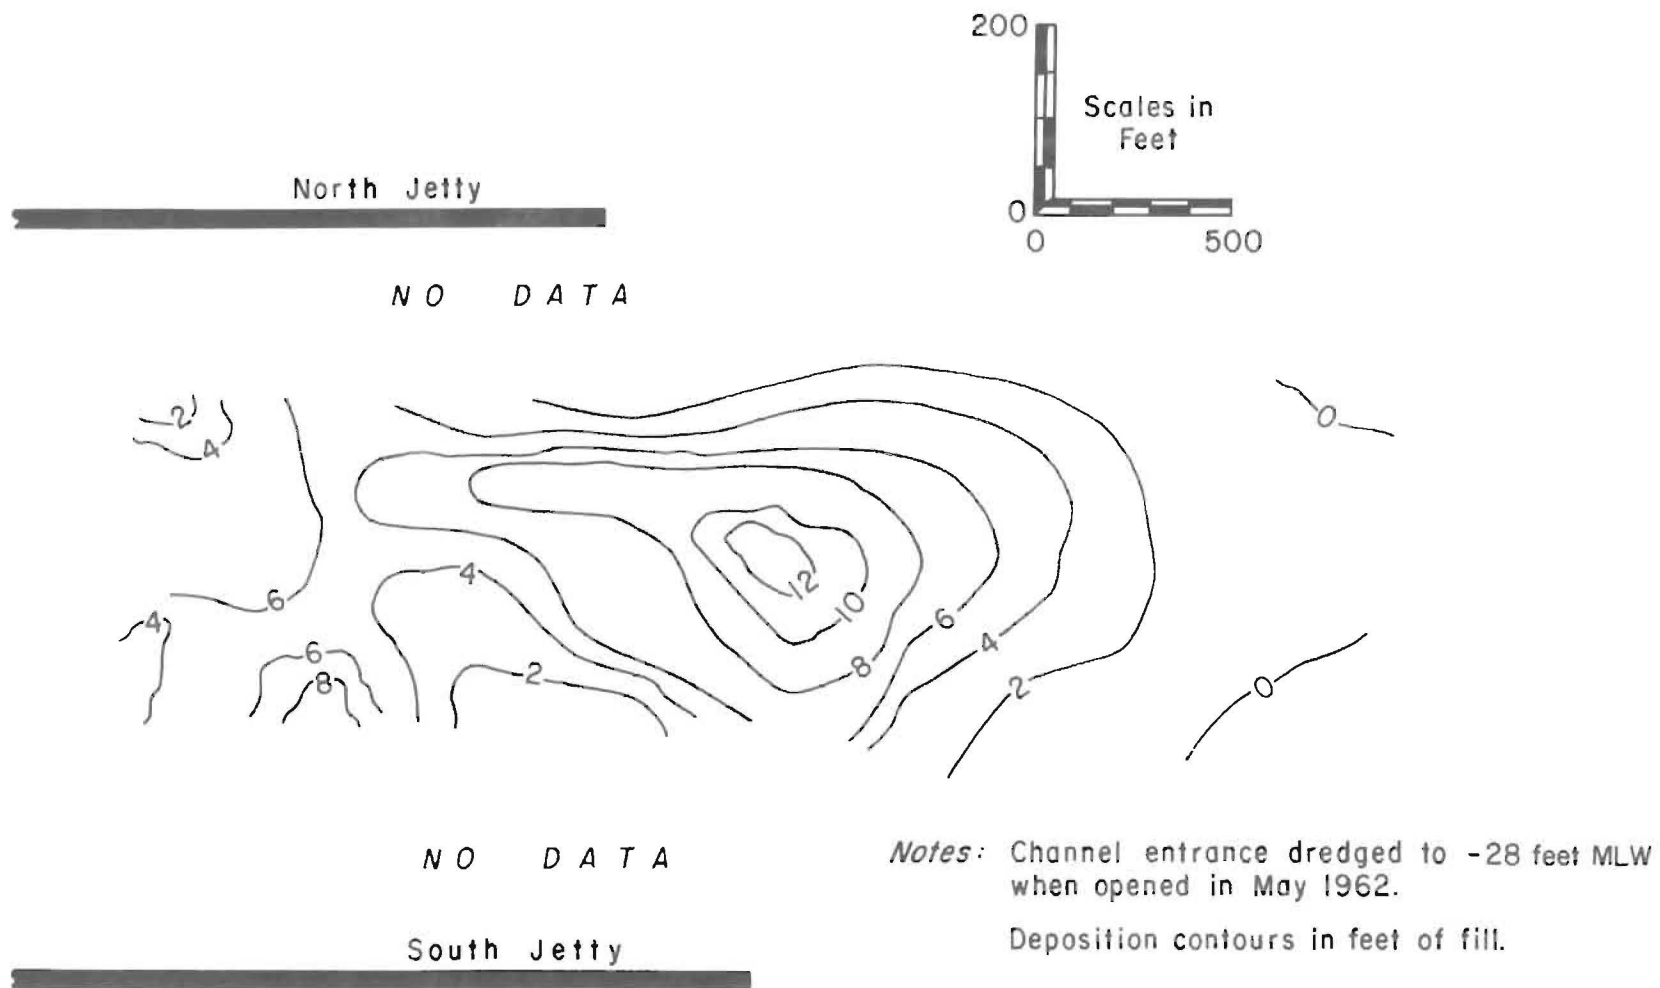 200
Scales in
Feet
0
0 500
North Jetty
NO DATA
2
4
0
4
12
10
6
4
6
4
6
8
8
2
2
0
NO DATA
Notes: Channel entrance dredged to -28 feet MLW
when opened in May 1962.
Deposition contours in feet of fill.
South Jetty